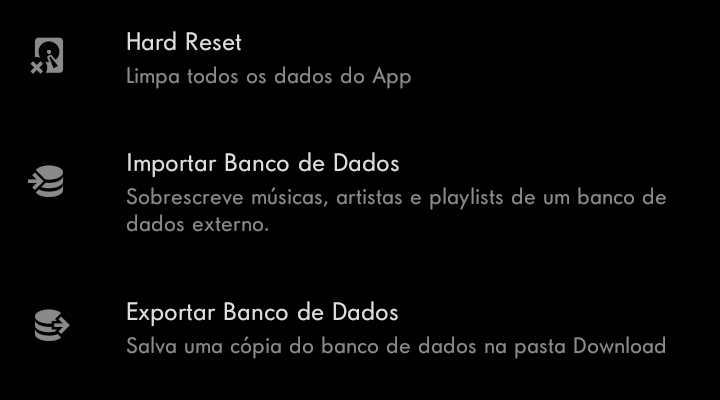 Hard Reset
Limpa todos os dados do App
Importar Banco de Dados
Sobrescreve músicas, artistas e playlists de um banco de
dados externo.
Exportar Banco de Dados
Salva uma cópia do banco de dados na pasta Download